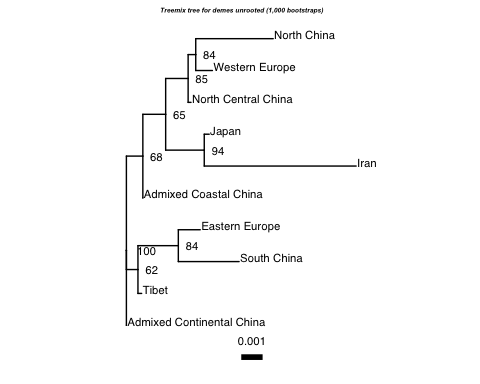 Treemix tree for demes unrooted (1,000 bootstraps)
North China
84
Western Europe
85
North Central China
65
Japan
94
Iran
68
Admixed Coastal China
Eastern Europe
100
84
South China
62
Tibet
Admixed Continental China
0.001